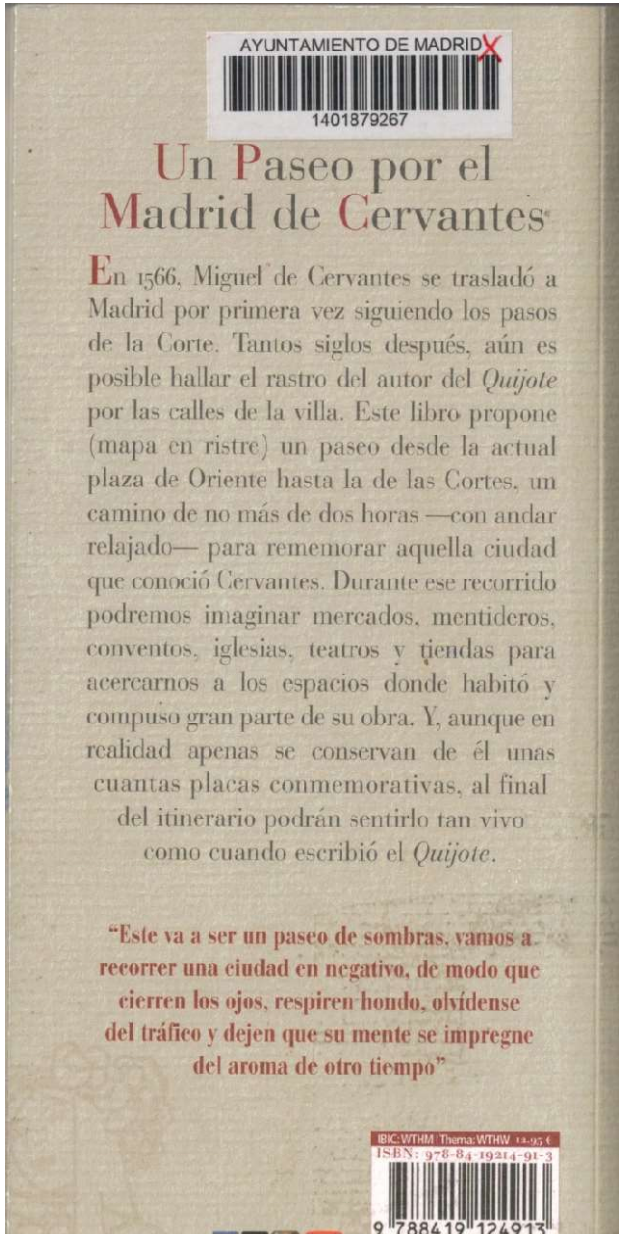 AYUNTAMIENTO DE MADRID
1401879267
Un Paseo por el
Madrid de Cervantes
En 1566, Miguel de Cervantes se trasladó a
Madrid por primera vez siguiendo los pasos
de la Corte. Tantos siglos después, aún es
posible hallar el rastro del autor del Quijote
por las calles de la villa. Este libro propone
(mapa en ristre) un paseo desde la actual
plaza de Oriente hasta la de las Cortes, un
camino de no más de dos horas —con andar
relajado— para rememorar aquella ciudad
que conoció Cervantes. Durante ese recorrido
podremos imaginar mercados, mentideros,
conventos, iglesias, teatros y tiendas para
acercarnos a los espacios donde habitó y
compuso gran parte de su obra. Y, aunque en
realidad apenas se conservan de él unas
cuantas placas conmemorativas, al final
del itinerario podrán sentirlo tan vivo
como cuando escribió el Quijote.
“Este va a ser un paseo de sombras, vamos a
recorrer una ciudad en negativo, de modo que
cierren los ojos, respiren hondo, olvídense
del tráfico y dejen que su mente se impregne
del aroma de otro tiempo”
IBIC: WTHM Thema: WTHW 12,95 €
ISBN: 978-84-19214-91-3
9 788419 124913